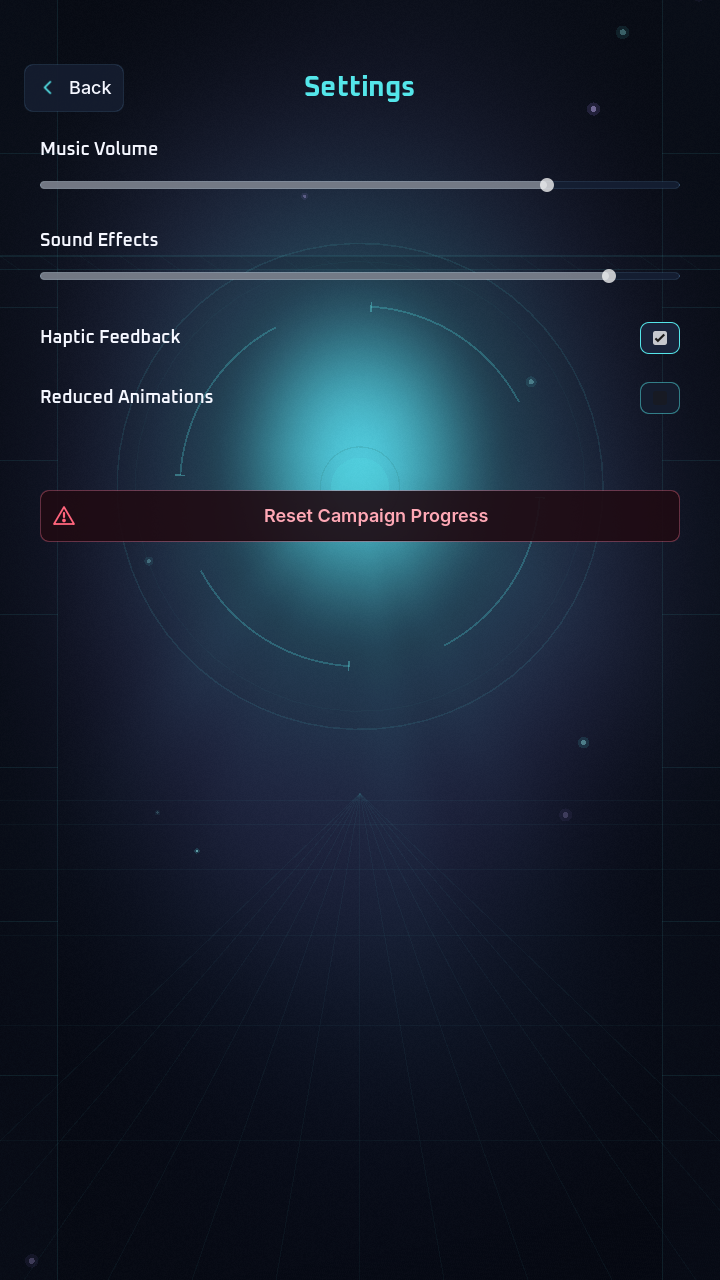 Back
Settings
Music Volume
Sound Effects
Haptic Feedback
Reduced Animations
Reset Campaign Progress